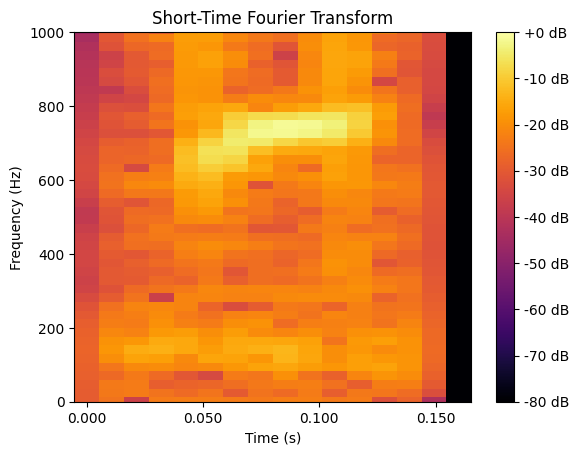 Short-Time Fourier Transform
1000
800
600
400
200
0
Frequency (Hz)
0.000
0.050
0.100
0.150
Time (s)
+0 dB
-10 dB
-20 dB
-30 dB
-40 dB
-50 dB
-60 dB
-70 dB
-80 dB